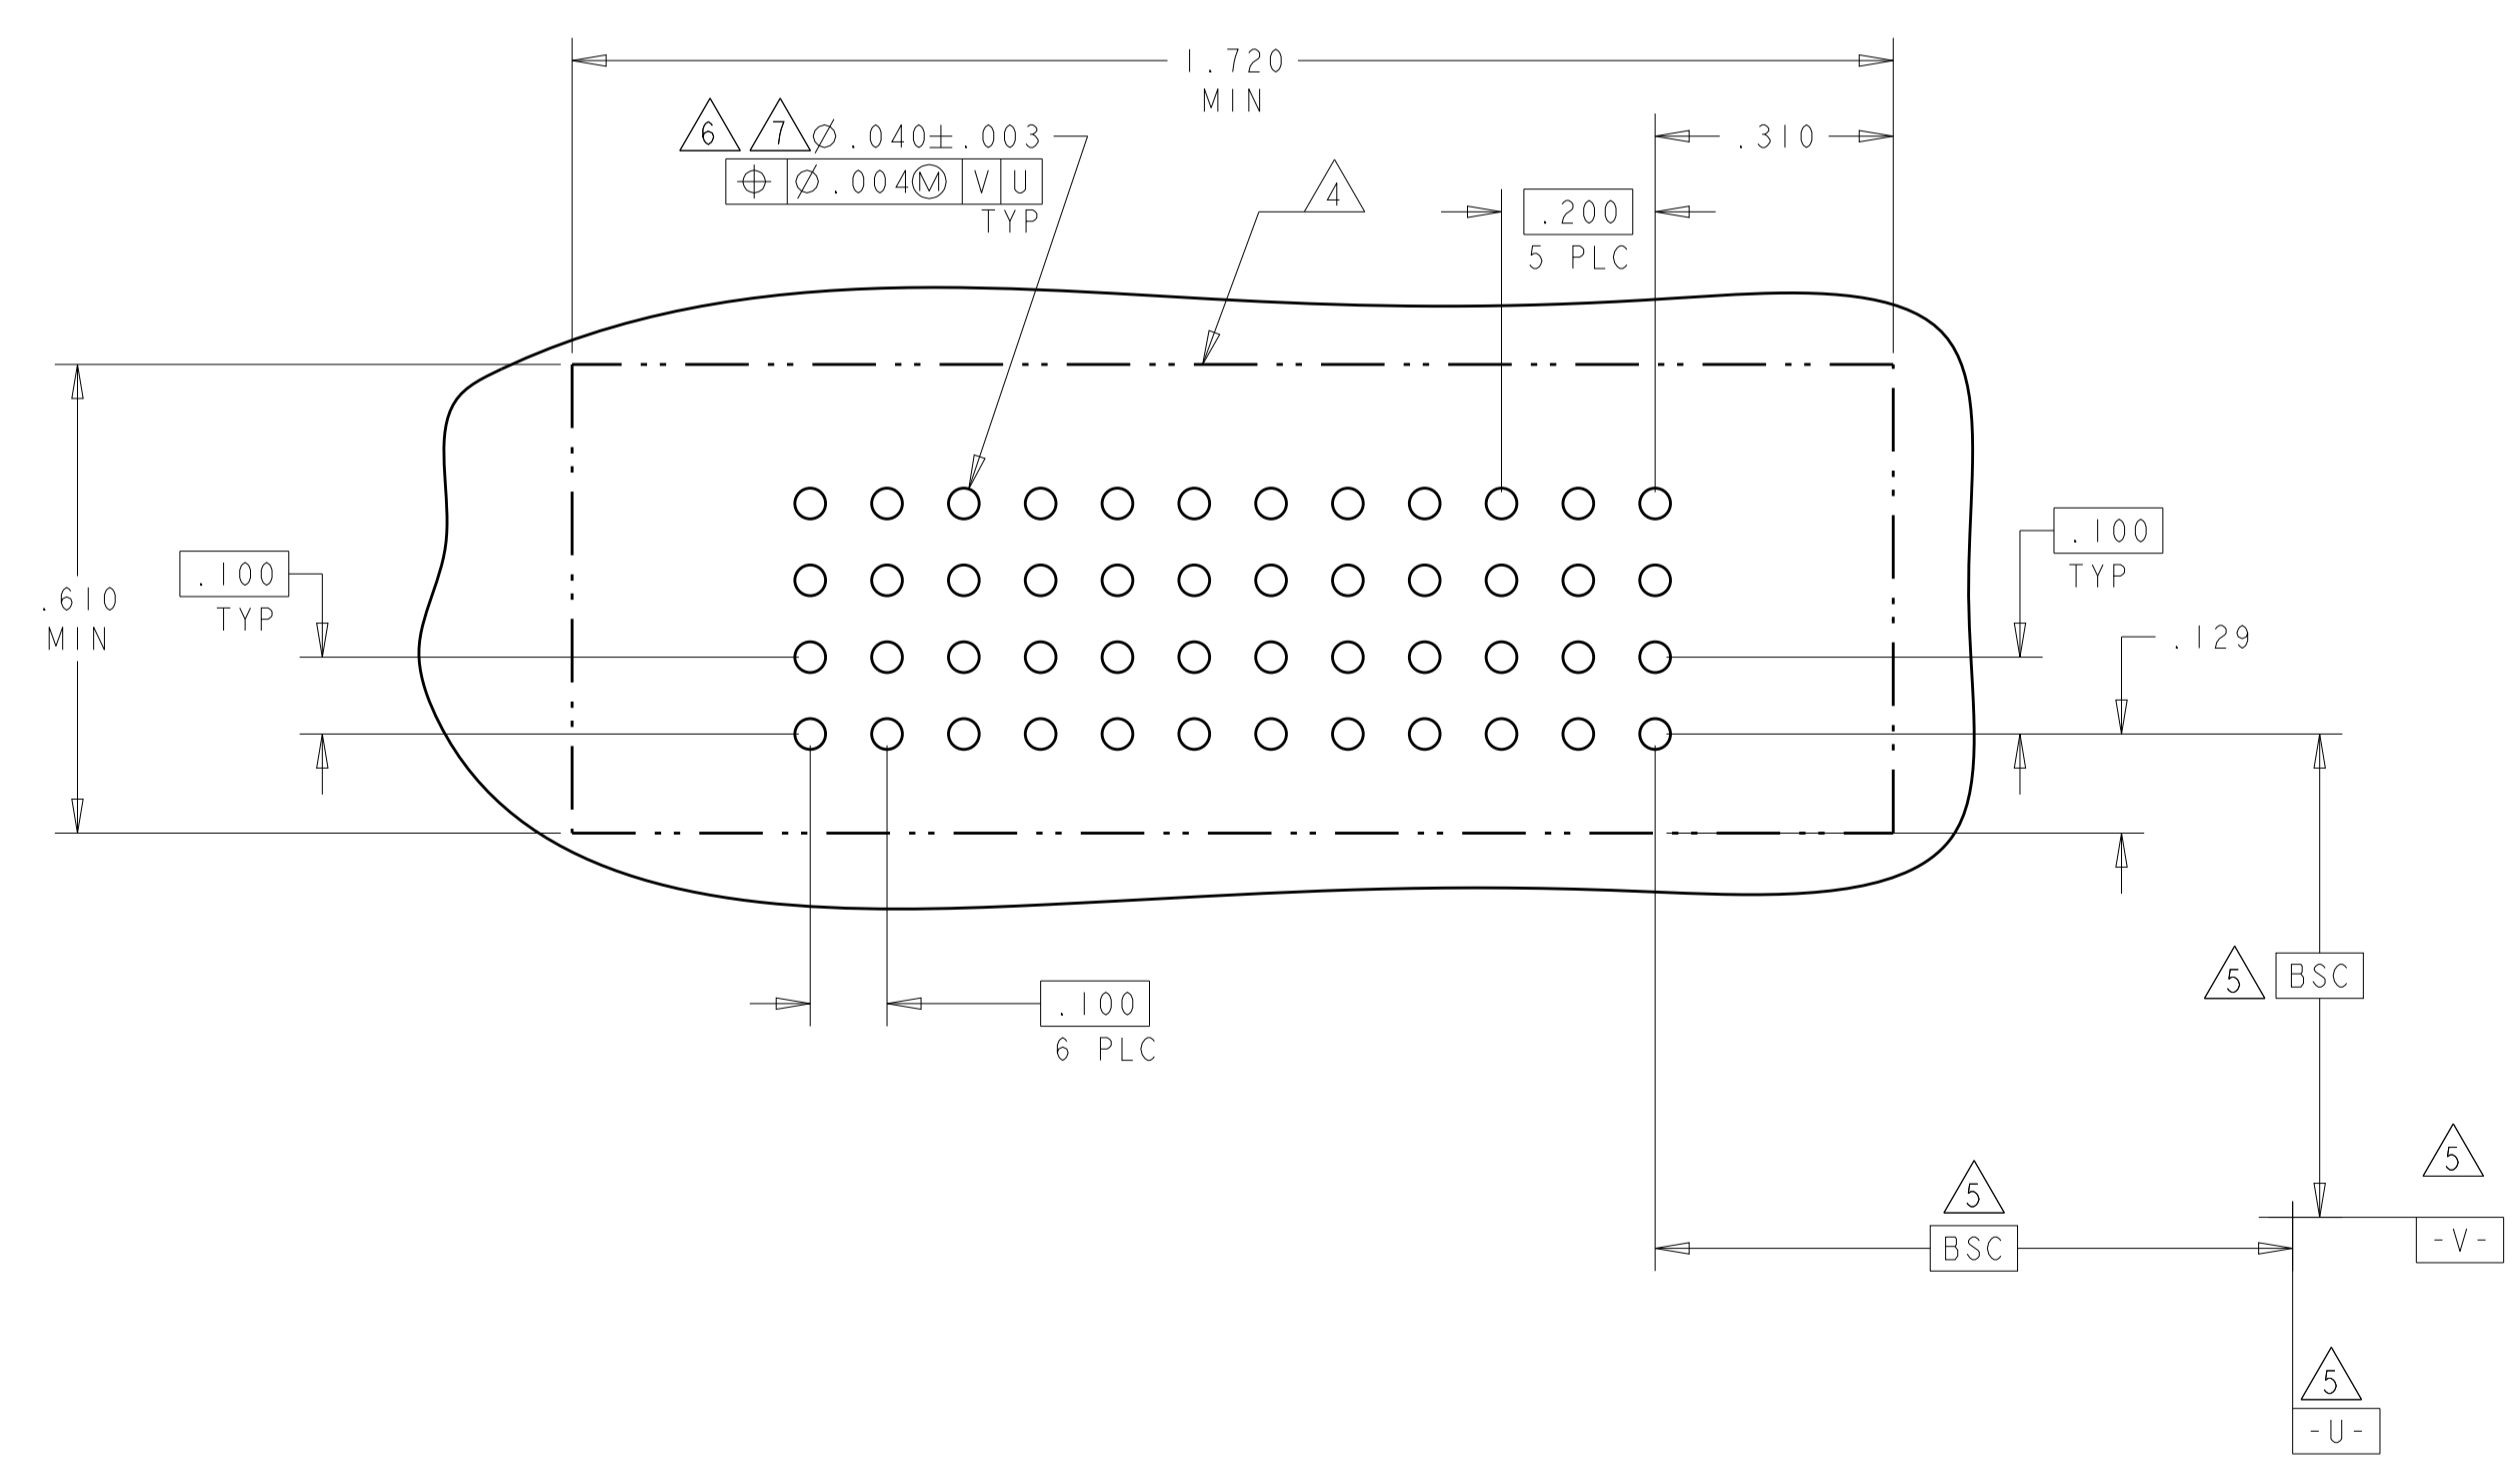 1.720
MIN
6 7 ⌀.040±.003
⌖ ⌀.004Ⓜ V U
TYP
.310
4
.200
5 PLC
.100
TYP
.610
MIN
.100
TYP
.129
5 BSC
.100
6 PLC
5
BSC
5
-V-
5
-U-